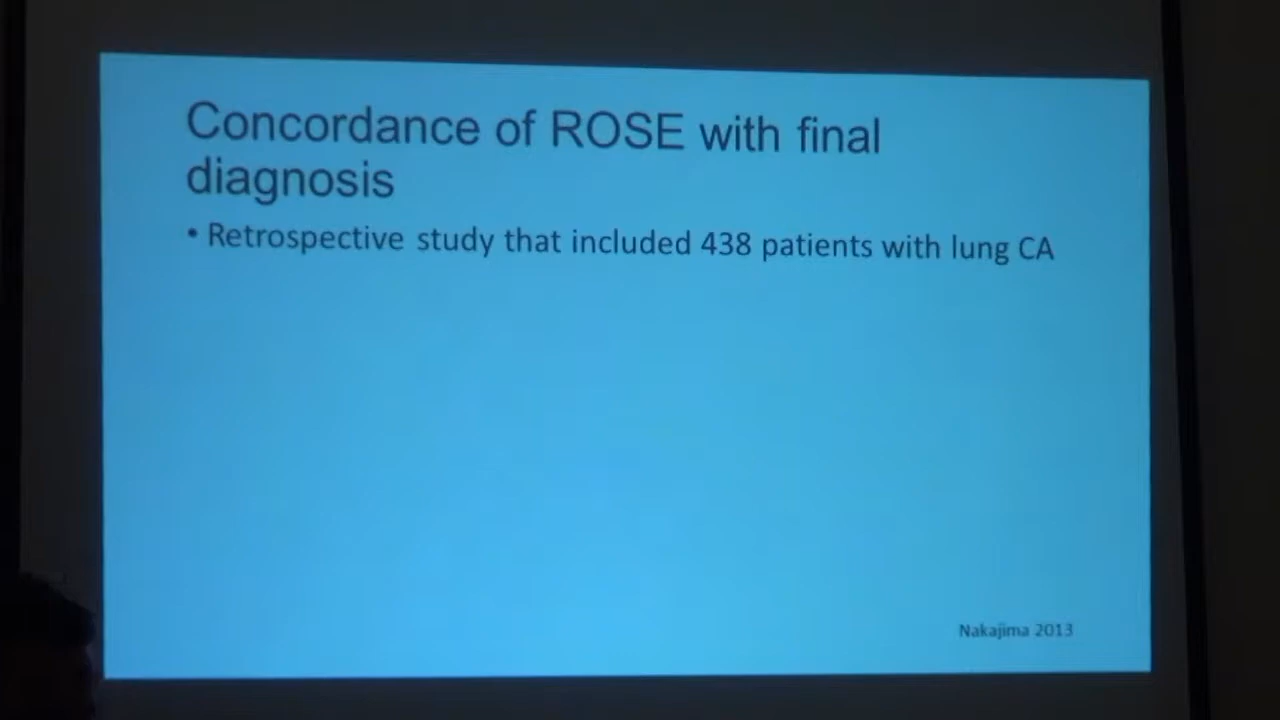 Concordance of ROSE with final
diagnosis
• Retrospective study that included 438 patients with lung CA
Nakajima 2013